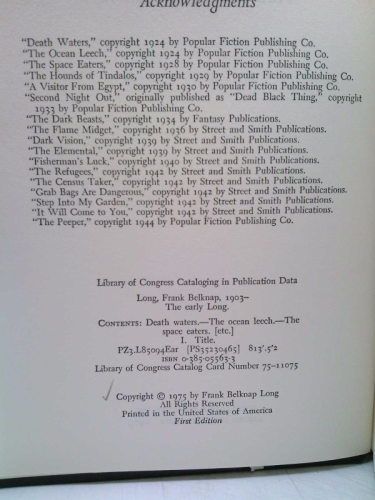 Acknowledgments
"Death Waters," copyright 1924 by Popular Fiction Publishing Co.
"The Ocean Leech," copyright 1924 by Popular Fiction Publishing Co.
"The Space Eaters," copyright 1928 by Popular Fiction Publishing Co.
"The Hounds of Tindalos," copyright 1929 by Popular Fiction Publishing Co.
"A Visitor From Egypt," copyright 1930 by Popular Fiction Publishing Co.
"Second Night Out," originally published as "Dead Black Thing," copyright
1933 by Popular Fiction Publishing Co.
"The Dark Beasts," copyright 1934 by Fantasy Publications.
"The Flame Midget," copyright 1936 by Street and Smith Publications.
"Dark Vision," copyright 1939 by Street and Smith Publications.
"The Elemental," copyright 1939 by Street and Smith Publications.
"Fisherman's Luck," copyright 1940 by Street and Smith Publications.
"The Refugees," copyright 1942 by Street and Smith Publications.
"The Census Taker," copyright 1942 by Street and Smith Publications.
"Grab Bags Are Dangerous," copyright 1942 by Street and Smith Publications.
"Step Into My Garden," copyright 1942 by Street and Smith Publications.
"It Will Come to You," copyright 1942 by Street and Smith Publications.
"The Peeper," copyright 1944 by Popular Fiction Publishing Co.
Library of Congress Cataloging in Publication Data
Long, Frank Belknap, 1903–
The early Long.
CONTENTS: Death waters.—The ocean leech.—The
space eaters. [etc.]
I. Title.
PZ3.L85094Ear [PS3523.O465] 813'.5'2
ISBN 0-385-05563-3
Library of Congress Catalog Card Number 75-11075
Copyright © 1975 by Frank Belknap Long
All Rights Reserved
Printed in the United States of America
First Edition